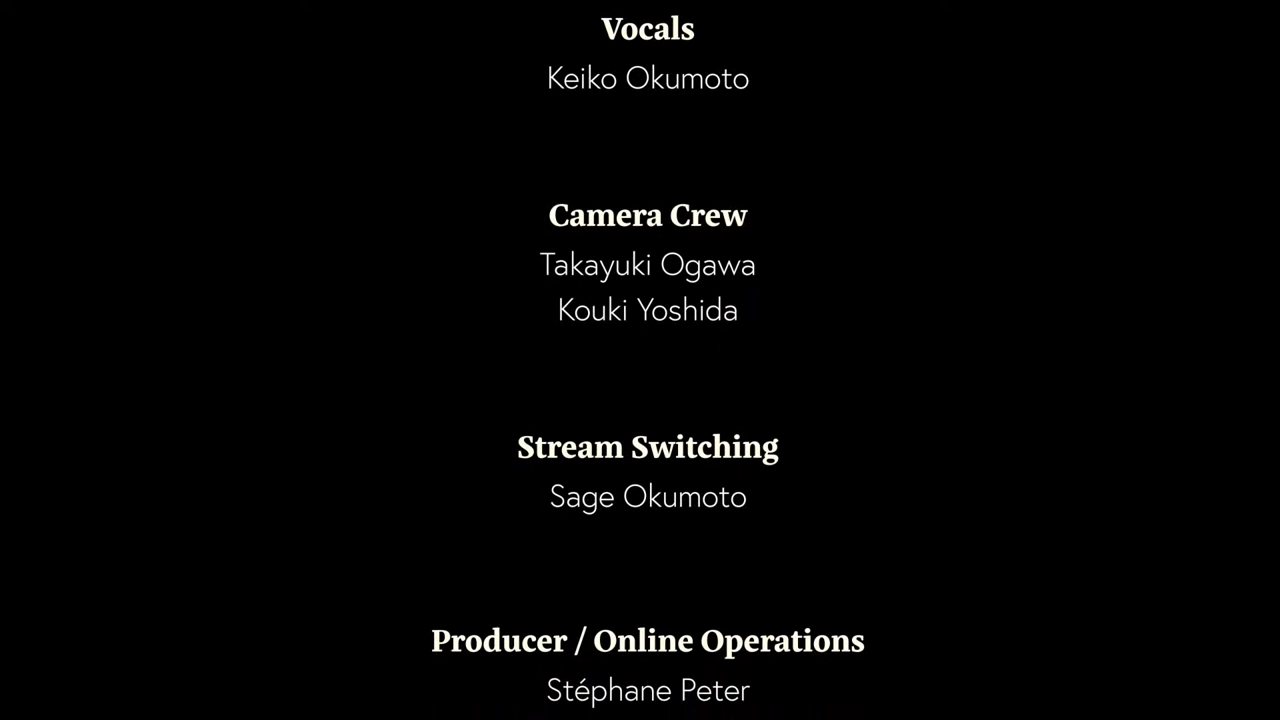 Vocals
Keiko Okumoto
Camera Crew
Takayuki Ogawa
Kouki Yoshida
Stream Switching
Sage Okumoto
Producer / Online Operations
Stéphane Peter